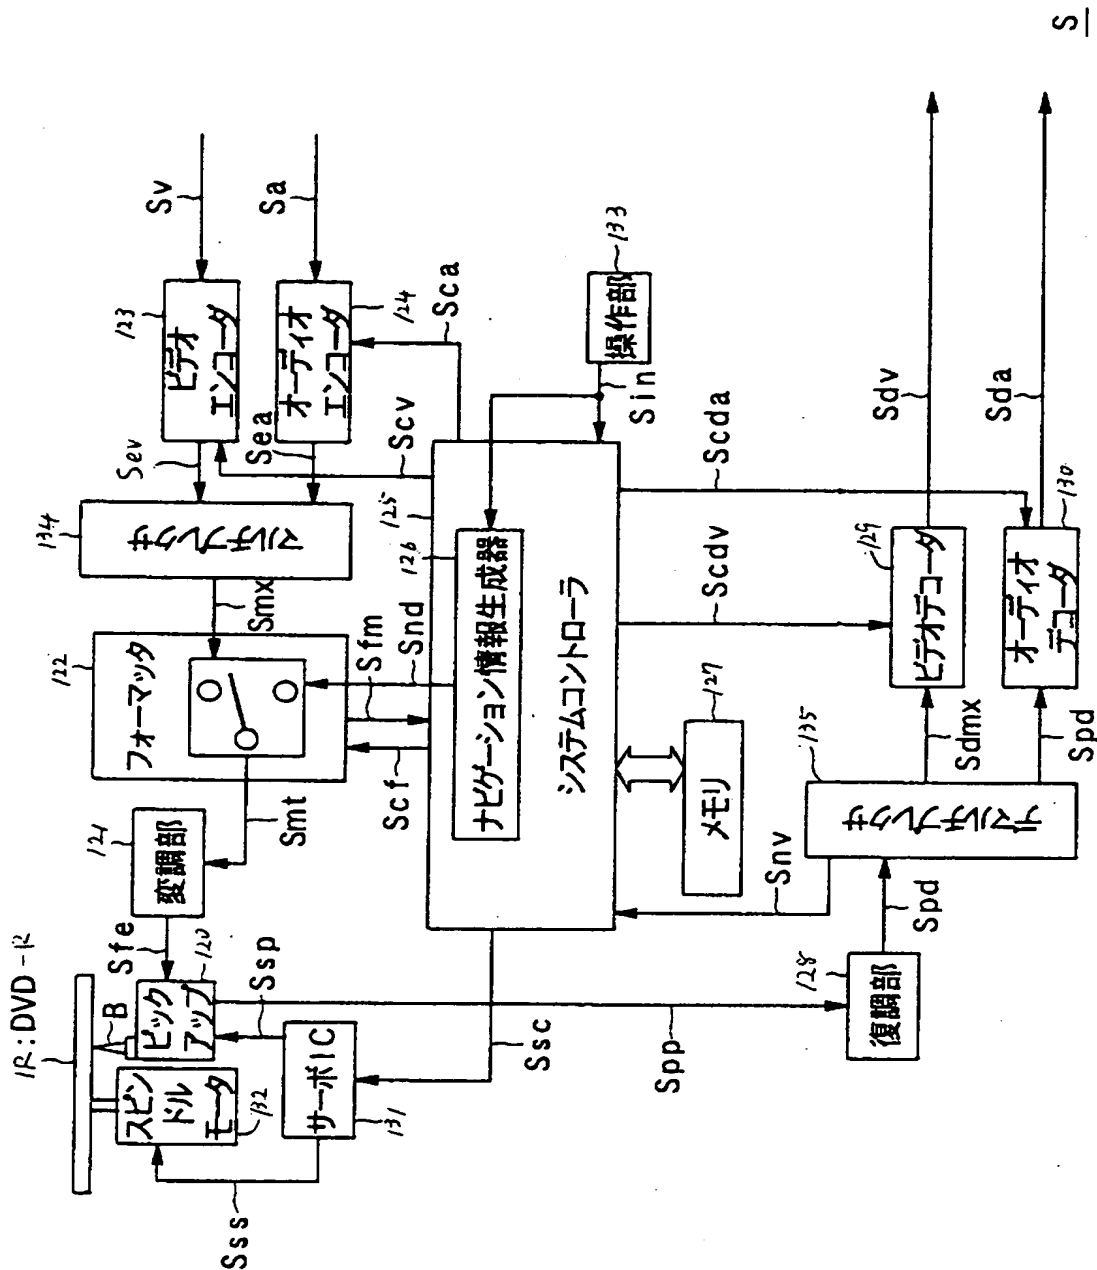 S
1R:DVD-R
B
スピン
ドル
モータ
132
ピック
アップ
120
Sfe
変調部
121
Smt
フォーマッタ
122
Smx
マルチプレクサ
134
Sev
Sea
ビデオ
エンコーダ
123
Sv
オーディオ
エンコーダ
124
Sa
Sss
サーボIC
131
Ssp
Ssc
Scf
Sfm
Snd
Scv
Sca
125
126
ナビゲーション情報生成器
システムコントローラ
Sin
操作部
133
メモリ
127
Spp
復調部
128
Spd
Snv
デマルチプレクサ
135
Sdmx
Spd
Scdv
Scda
ビデオデコーダ
129
オーディオ
デコーダ
130
Sdv
Sda